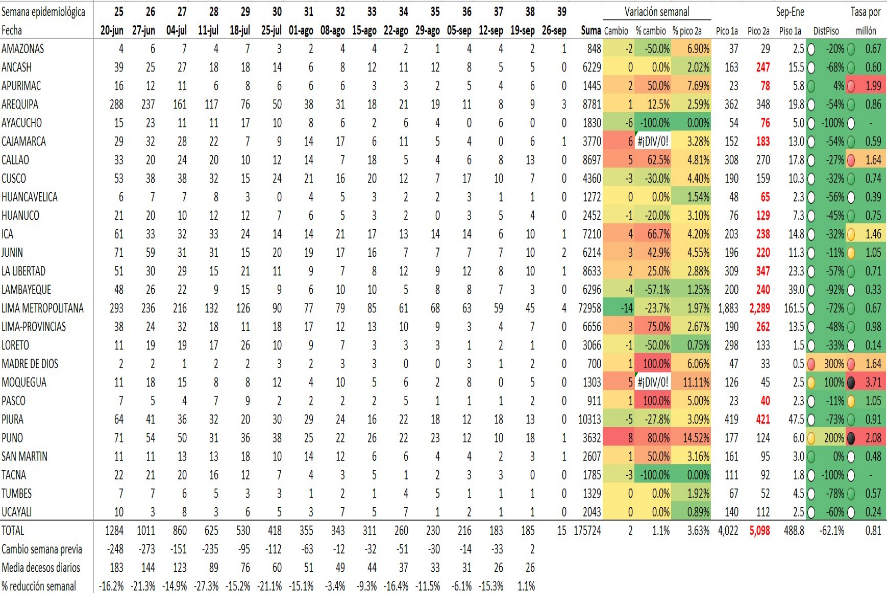 Semana epidemiológica 25 26 27 28 29 30 31 32 33 34 35 36 37 38 39 Variación semanal Sep-Ene Tasa por
Fecha 20-jun 27-jun 04-jul 11-jul 18-jul 25-jul 01-ago 08-ago 15-ago 22-ago 29-ago 05-sep 12-sep 19-sep 26-sep Suma Cambio % cambio % pico 2a Pico 1a Pico 2a Piso 1a DistPiso millón
AMAZONAS 4 6 7 4 7 3 2 4 4 2 4 4 4 2 1 848 -2 -50.0% 6.90% 37 29 2.5 -20% 0.67
ANCASH 39 25 27 18 18 14 6 8 12 11 12 8 5 5 0 6229 0 0.0% 2.02% 163 247 15.5 -68% 0.60
APURIMAC 16 12 11 6 8 6 6 6 3 3 2 5 4 6 0 1445 2 50.0% 7.69% 23 78 5.8 4% 1.99
AREQUIPA 288 237 161 117 76 50 38 31 18 21 19 11 8 9 3 8781 1 12.5% 2.59% 362 348 19.8 -54% 0.86
AYACUCHO 15 23 11 11 17 10 8 6 2 6 4 0 6 0 0 1830 -6 -100.0% 0.00% 54 76 5.0 -100% -
CAJAMARCA 29 32 28 22 7 9 14 17 6 11 5 4 0 6 1 3770 6 #¡DIV/0! 3.28% 152 183 13.0 -54% 0.59
CALLAO 33 20 24 20 10 12 14 7 18 5 4 6 8 13 0 8697 5 62.5% 4.81% 308 270 17.8 -27% 1.64
CUSCO 53 38 38 32 15 24 21 16 20 12 7 17 10 7 0 4360 -3 -30.0% 4.40% 190 159 10.3 -32% 0.74
HUANCAVELICA 6 7 7 8 3 0 4 5 3 2 2 3 1 1 0 1272 0 0.0% 1.54% 48 65 2.3 -56% 0.39
HUANUCO 21 20 10 12 12 7 6 5 3 2 0 3 5 4 0 2452 -1 -20.0% 3.10% 76 129 7.3 -45% 0.75
ICA 61 33 32 33 24 14 14 21 17 13 14 14 6 10 1 7210 4 66.7% 4.20% 203 238 14.8 -32% 1.46
JUNIN 71 59 31 31 15 20 19 17 16 7 7 7 7 10 2 6214 3 42.9% 4.55% 196 220 11.3 -11% 1.05
LA LIBERTAD 51 30 29 15 21 11 9 7 8 12 9 12 8 10 1 8633 2 25.0% 2.88% 309 347 23.3 -57% 0.71
LAMBAYEQUE 48 26 22 9 15 9 6 10 10 5 8 8 7 3 0 6296 -4 -57.1% 1.25% 200 240 39.0 -92% 0.33
LIMA METROPOLITANA 293 236 216 132 126 90 77 79 85 61 68 63 59 45 4 72958 -14 -23.7% 1.97% 1,883 2,289 161.5 -72% 0.67
LIMA-PROVINCIAS 38 24 32 18 11 18 17 12 13 10 9 3 4 7 0 6656 3 75.0% 2.67% 190 262 13.5 -48% 0.98
LORETO 11 19 19 17 26 10 9 7 3 3 3 1 2 1 0 3066 -1 -50.0% 0.75% 298 133 1.5 -33% 0.14
MADRE DE DIOS 2 2 1 2 2 3 2 3 3 0 0 3 1 2 0 700 1 100.0% 6.06% 47 33 0.5 300% 1.64
MOQUEGUA 11 18 15 8 8 12 4 10 5 6 2 8 0 5 0 1303 5 #¡DIV/0! 11.11% 126 45 2.5 100% 3.71
PASCO 7 5 4 7 9 2 2 2 2 5 1 1 1 2 0 911 1 100.0% 5.00% 23 40 2.3 -11% 1.05
PIURA 64 41 36 32 20 30 29 24 16 22 18 12 18 13 0 10313 -5 -27.8% 3.09% 419 421 47.5 -73% 0.91
PUNO 71 54 50 31 36 38 25 22 26 22 23 12 10 18 1 3632 8 80.0% 14.52% 177 124 6.0 200% 2.08
SAN MARTIN 11 11 13 13 18 10 14 12 6 6 4 4 2 3 1 2607 1 50.0% 3.16% 161 95 3.0 0% 0.48
TACNA 22 21 20 16 12 7 4 3 5 1 2 3 3 0 0 1785 -3 -100.0% 0.00% 111 92 1.8 -100% -
TUMBES 7 7 6 5 3 3 1 2 1 4 5 1 1 1 0 1329 0 0.0% 1.92% 67 52 4.5 -78% 0.57
UCAYALI 10 3 8 3 6 5 3 7 5 7 1 2 1 1 0 2043 0 0.0% 0.89% 140 112 2.5 -60% 0.24
TOTAL 1284 1011 860 625 530 418 355 343 311 260 230 216 183 185 15 175724 2 1.1% 3.63% 4,022 5,098 488.8 -62.1% 0.81
Cambio semana previa -248 -273 -151 -235 -95 -112 -63 -12 -32 -51 -30 -14 -33 2
Media decesos diarios 183 144 123 89 76 60 51 49 44 37 33 31 26 26
% reducción semanal -16.2% -21.3% -14.9% -27.3% -15.2% -21.1% -15.1% -3.4% -9.3% -16.4% -11.5% -6.1% -15.3% 1.1%